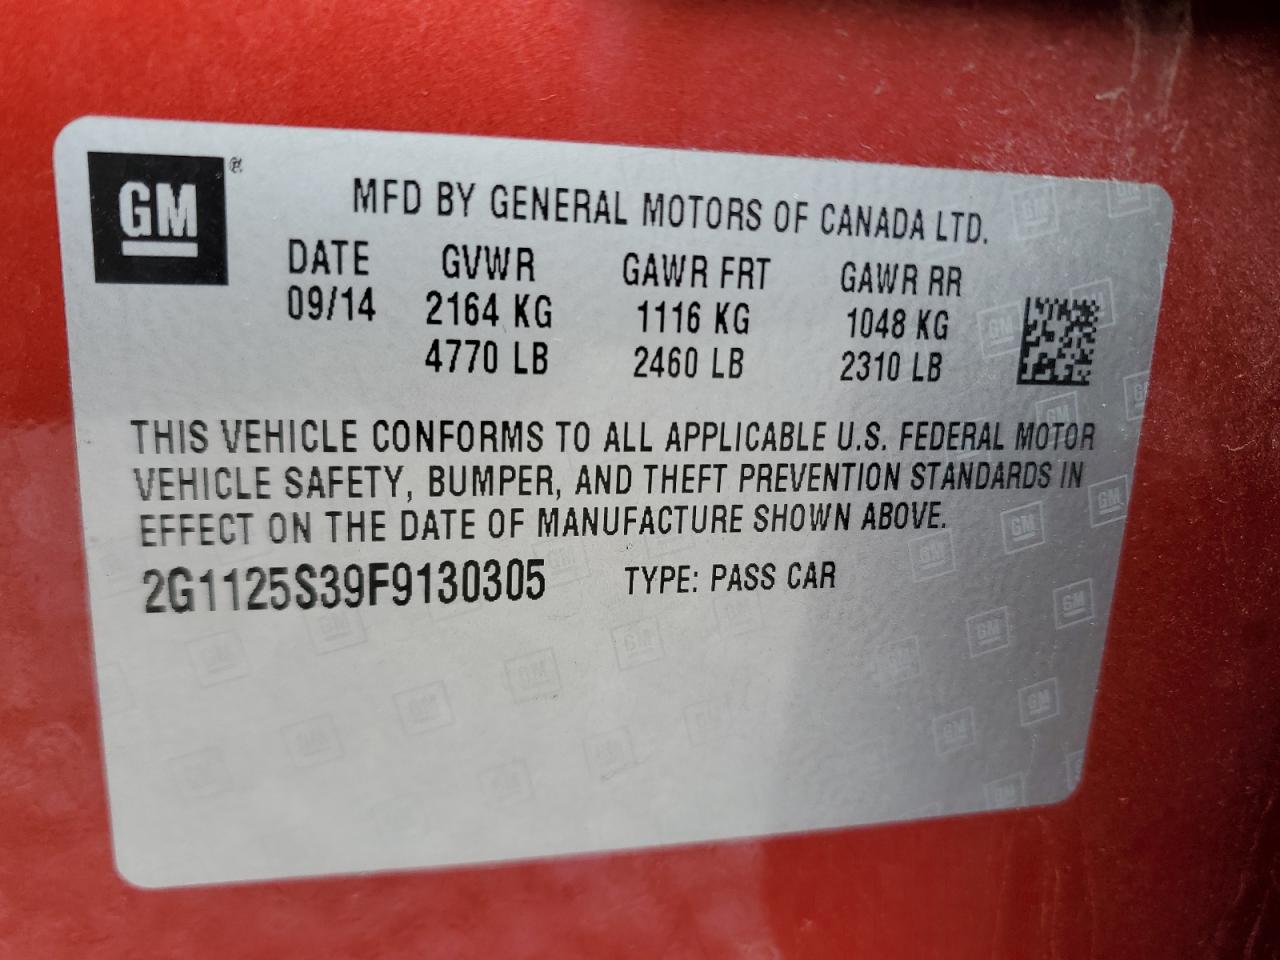 GM®
MFD BY GENERAL MOTORS OF CANADA LTD.
DATE GVWR GAWR FRT GAWR RR
09/14 2164 KG 1116 KG 1048 KG
4770 LB 2460 LB 2310 LB
THIS VEHICLE CONFORMS TO ALL APPLICABLE U.S. FEDERAL MOTOR
VEHICLE SAFETY, BUMPER, AND THEFT PREVENTION STANDARDS IN
EFFECT ON THE DATE OF MANUFACTURE SHOWN ABOVE.
2G1125S39F9130305 TYPE: PASS CAR